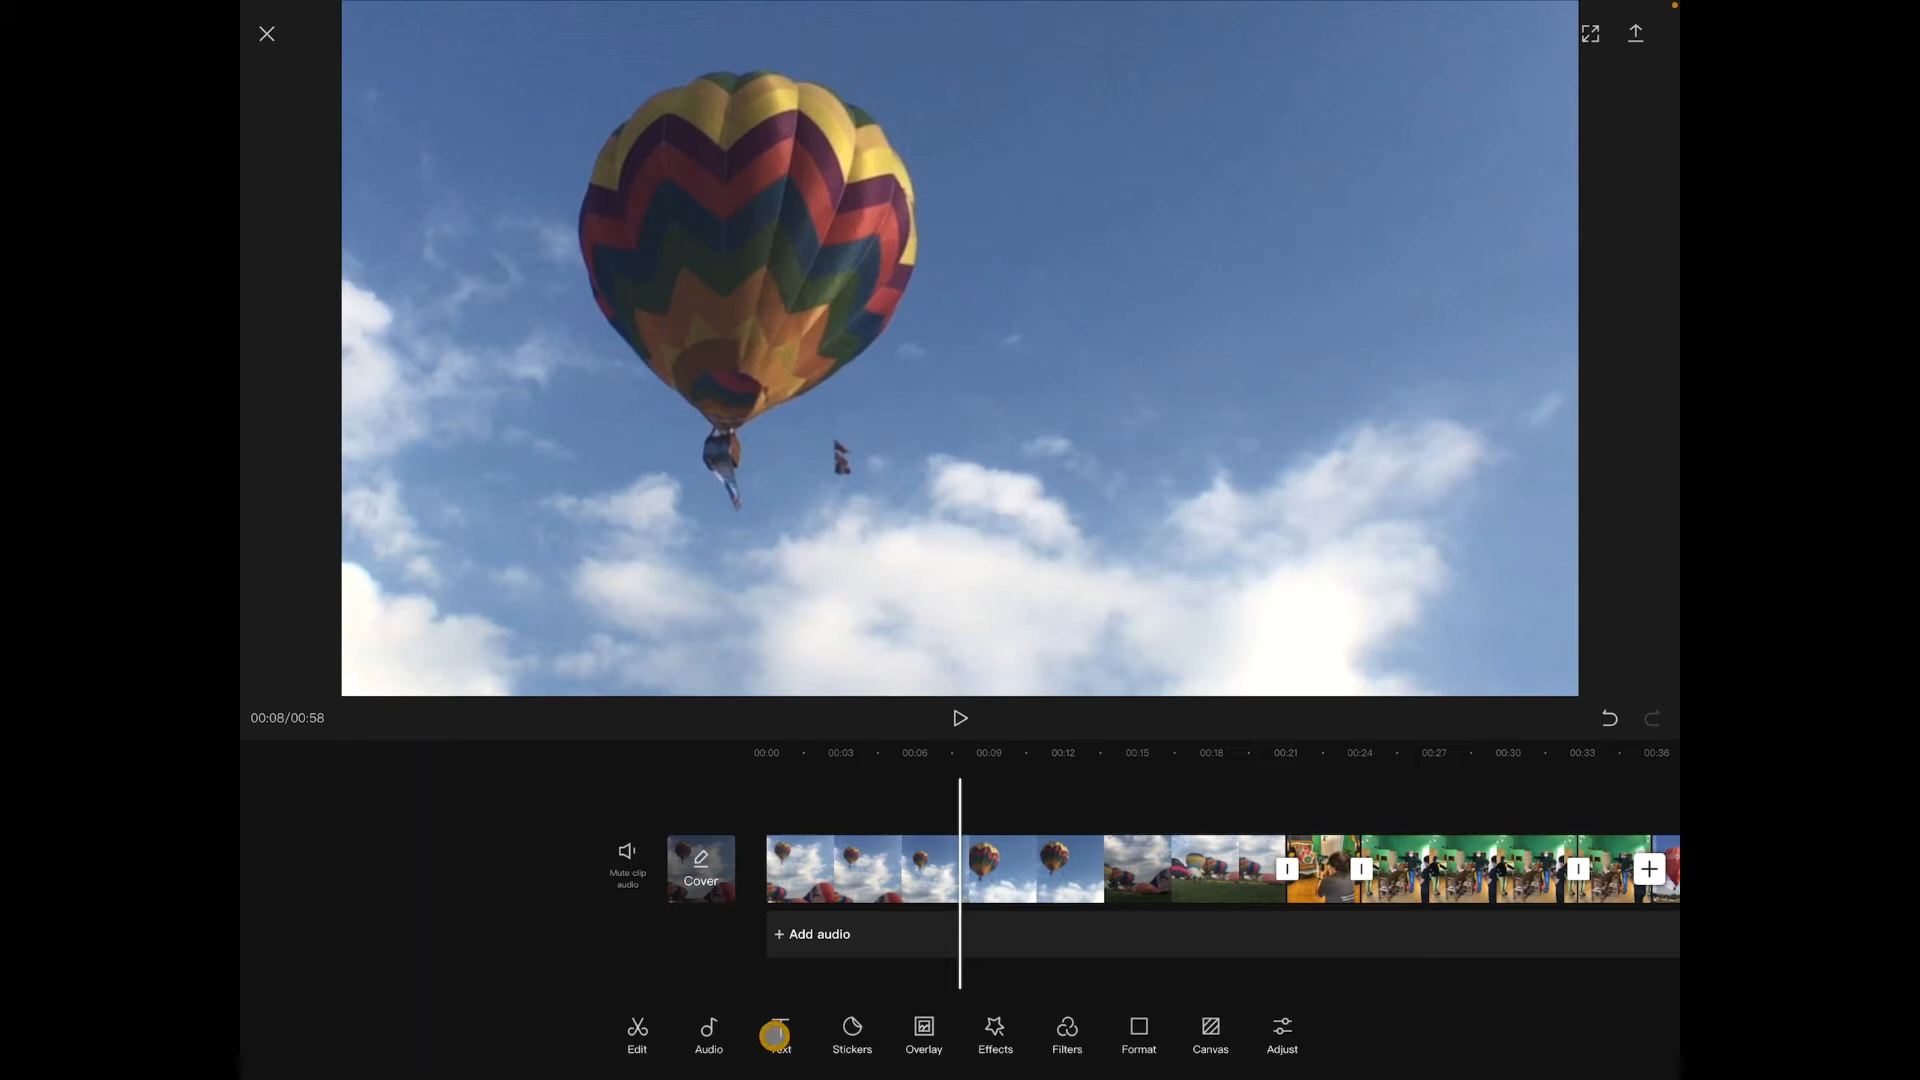 00:08/00:58
00:00 00:03 00:06 00:09 00:12 00:15 00:18 00:21 00:24 00:27 00:30 00:33 00:36
Mute clip
audio
Cover
+ Add audio
Edit Audio Text Stickers Overlay Effects Filters Format Canvas Adjust